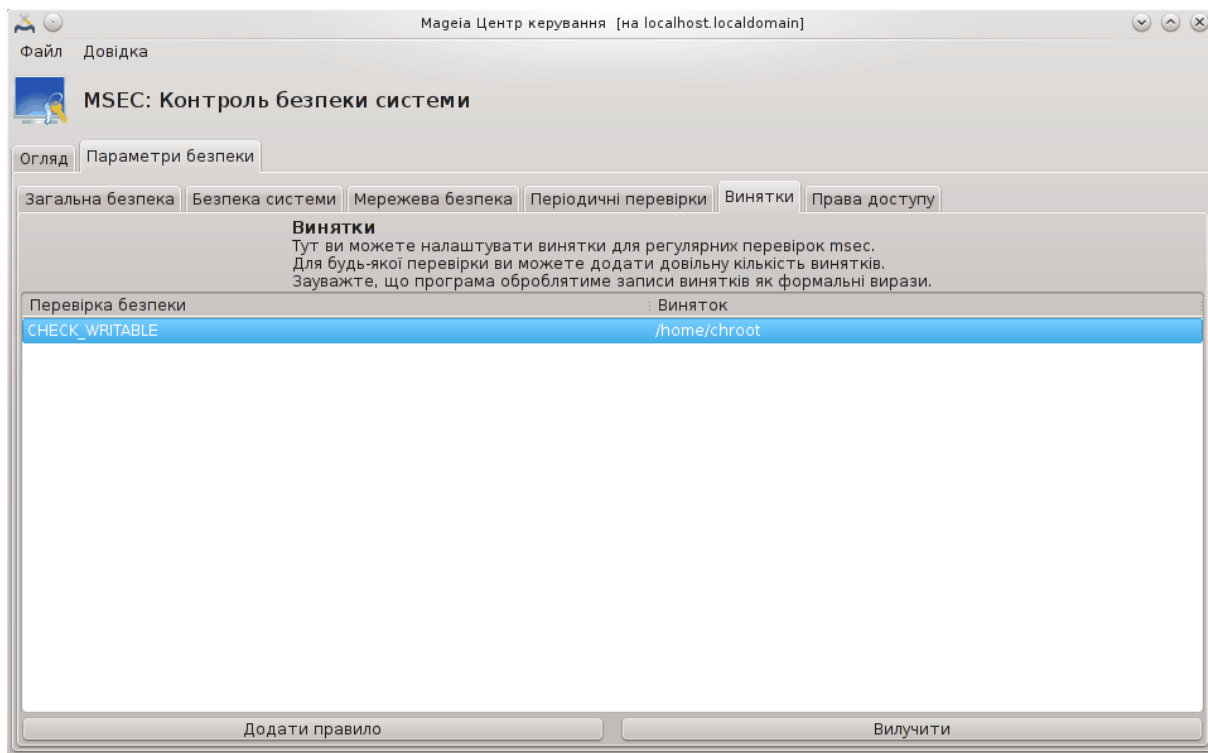 Mageia Центр керування [на localhost.localdomain]
Файл Довідка
MSEC: Контроль безпеки системи
Огляд Параметри безпеки
Загальна безпека Безпека системи Мережева безпека Періодичні перевірки Винятки Права доступу
Винятки
Тут ви можете налаштувати винятки для регулярних перевірок msec.
Для будь-якої перевірки ви можете додати довільну кількість винятків.
Зауважте, що програма оброблятиме записи винятків як формальні вирази.
Перевірка безпеки Виняток
CHECK_WRITABLE /home/chroot
Додати правило Вилучити